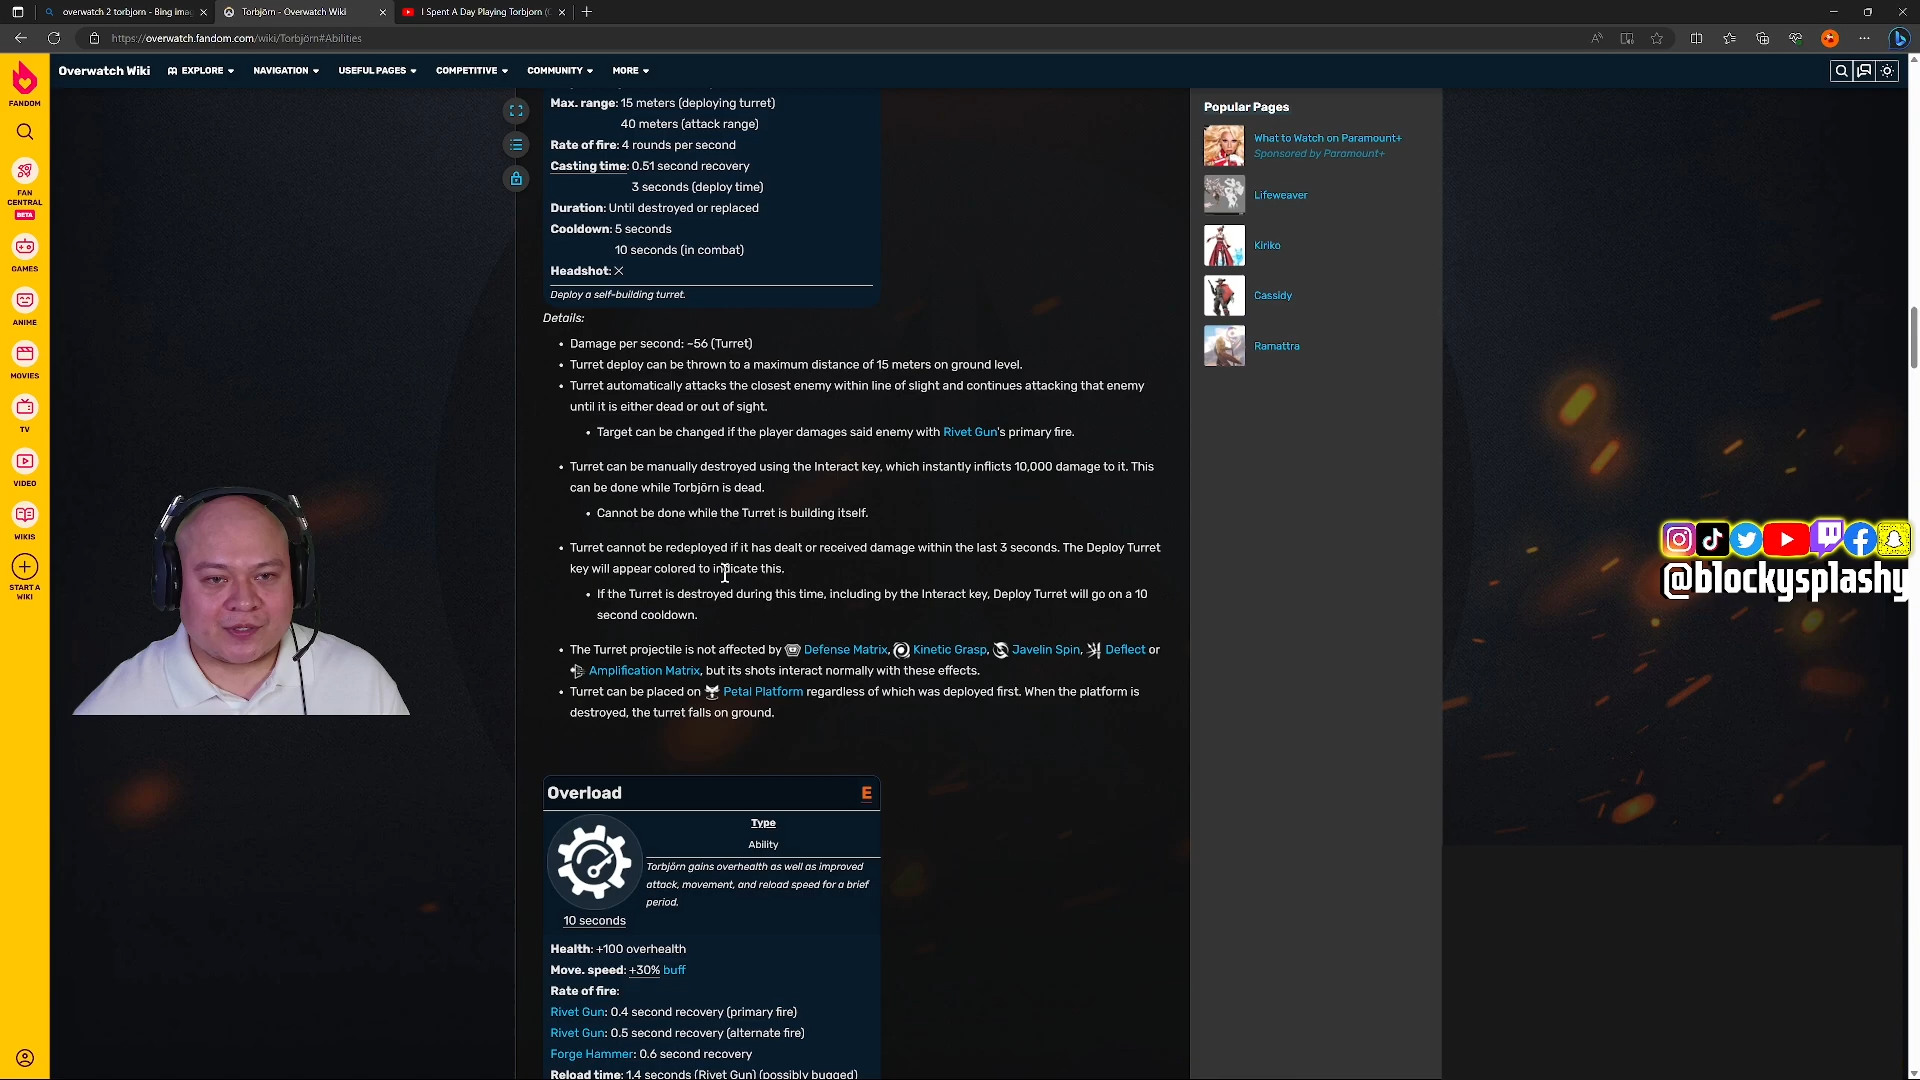 overwatch 2 torbjorn - Bing ima
Torbjörn - Overwatch Wiki
I Spent A Day Playing Torbjorn (
https://overwatch.fandom.com/wiki/Torbjörn#Abilities
FANDOM
FAN
CENTRAL
BETA
GAMES
ANIME
MOVIES
TV
VIDEO
WIKIS
START A
WIKI
Overwatch Wiki
EXPLORE
NAVIGATION
USEFUL PAGES
COMPETITIVE
COMMUNITY
MORE
Max. range: 15 meters (deploying turret)
40 meters (attack range)
Rate of fire: 4 rounds per second
Casting time: 0.51 second recovery
3 seconds (deploy time)
Duration: Until destroyed or replaced
Cooldown: 5 seconds
10 seconds (in combat)
Headshot: ✕
Deploy a self-building turret.
Details:
• Damage per second: ~56 (Turret)
• Turret deploy can be thrown to a maximum distance of 15 meters on ground level.
• Turret automatically attacks the closest enemy within line of slight and continues attacking that enemy
until it is either dead or out of sight.
• Target can be changed if the player damages said enemy with Rivet Gun's primary fire.
• Turret can be manually destroyed using the Interact key, which instantly inflicts 10,000 damage to it. This
can be done while Torbjörn is dead.
• Cannot be done while the Turret is building itself.
• Turret cannot be redeployed if it has dealt or received damage within the last 3 seconds. The Deploy Turret
key will appear colored to indicate this.
• If the Turret is destroyed during this time, including by the Interact key, Deploy Turret will go on a 10
second cooldown.
• The Turret projectile is not affected by Defense Matrix, Kinetic Grasp, Javelin Spin, Deflect or
Amplification Matrix, but its shots interact normally with these effects.
• Turret can be placed on Petal Platform regardless of which was deployed first. When the platform is
destroyed, the turret falls on ground.
Overload E
Type
Ability
Torbjörn gains overhealth as well as improved
attack, movement, and reload speed for a brief
period.
10 seconds
Health: +100 overhealth
Move. speed: +30% buff
Rate of fire:
Rivet Gun: 0.4 second recovery (primary fire)
Rivet Gun: 0.5 second recovery (alternate fire)
Forge Hammer: 0.6 second recovery
Reload time: 1.4 seconds (Rivet Gun) (possibly bugged)
Popular Pages
What to Watch on Paramount+
Sponsored by Paramount+
Lifeweaver
Kiriko
Cassidy
Ramattra
@blockysplashy